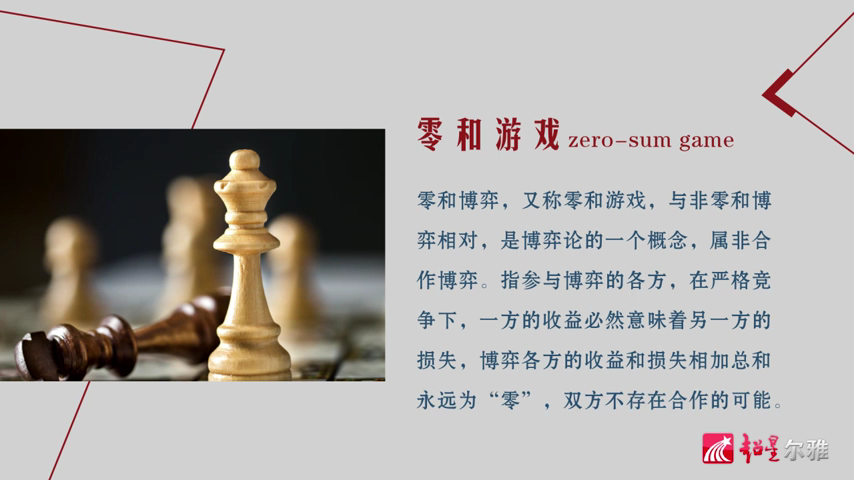 零和游戏 zero-sum game
零和博弈，又称零和游戏，与非零和博
弈相对，是博弈论的一个概念，属非合
作博弈。指参与博弈的各方，在严格竞
争下，一方的收益必然意味着另一方的
损失，博弈各方的收益和损失相加总和
永远为“零”，双方不存在合作的可能。
超星尔雅